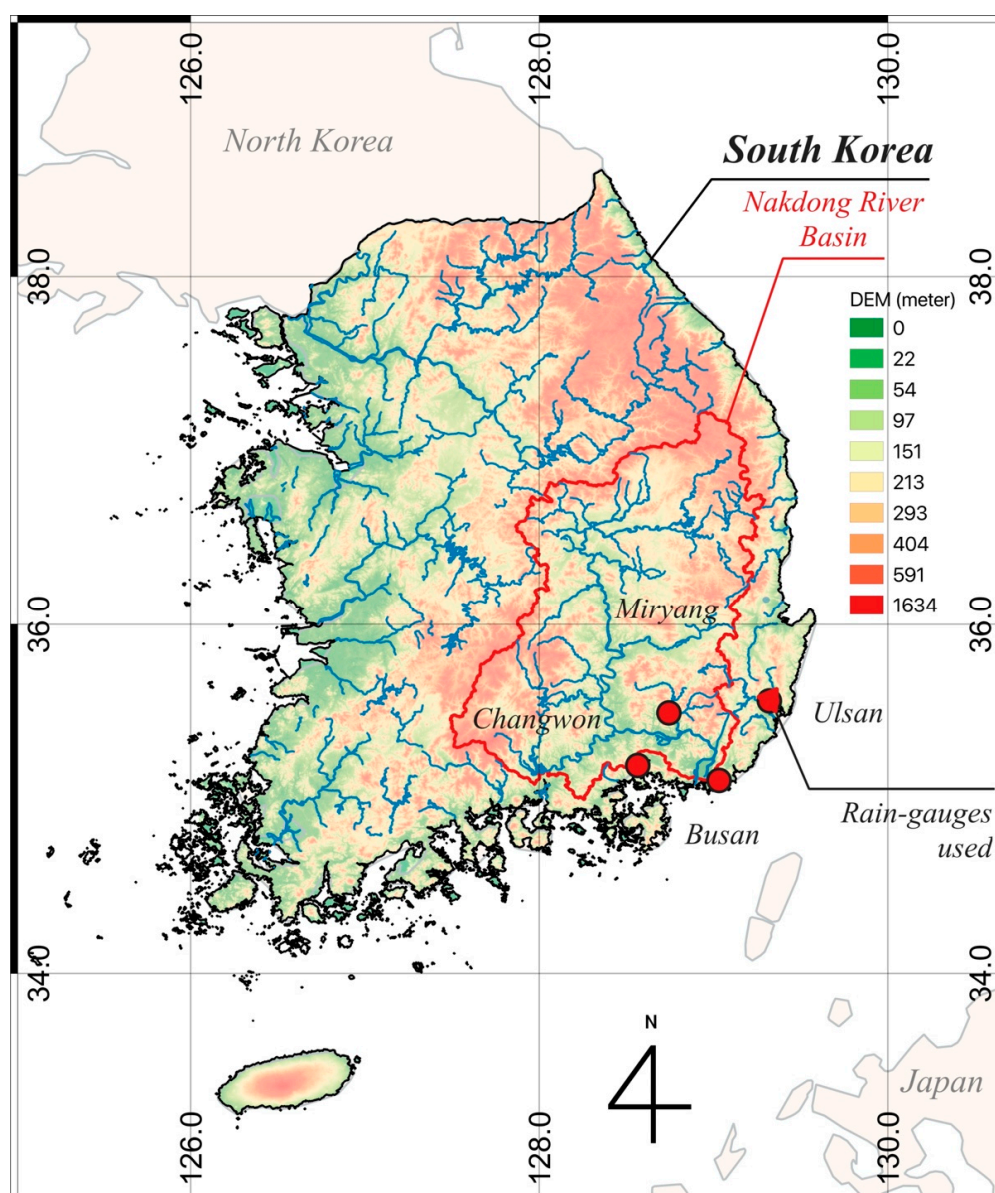 126.0
128.0
130.0
North Korea
South Korea
Nakdong River
Basin
38.0
38.0
DEM (meter)
0
22
54
97
151
213
293
404
591
1634
Miryang
36.0
36.0
Changwon
Ulsan
Busan
Rain-gauges
used
34.0
34.0
N
Japan
126.0
128.0
130.0